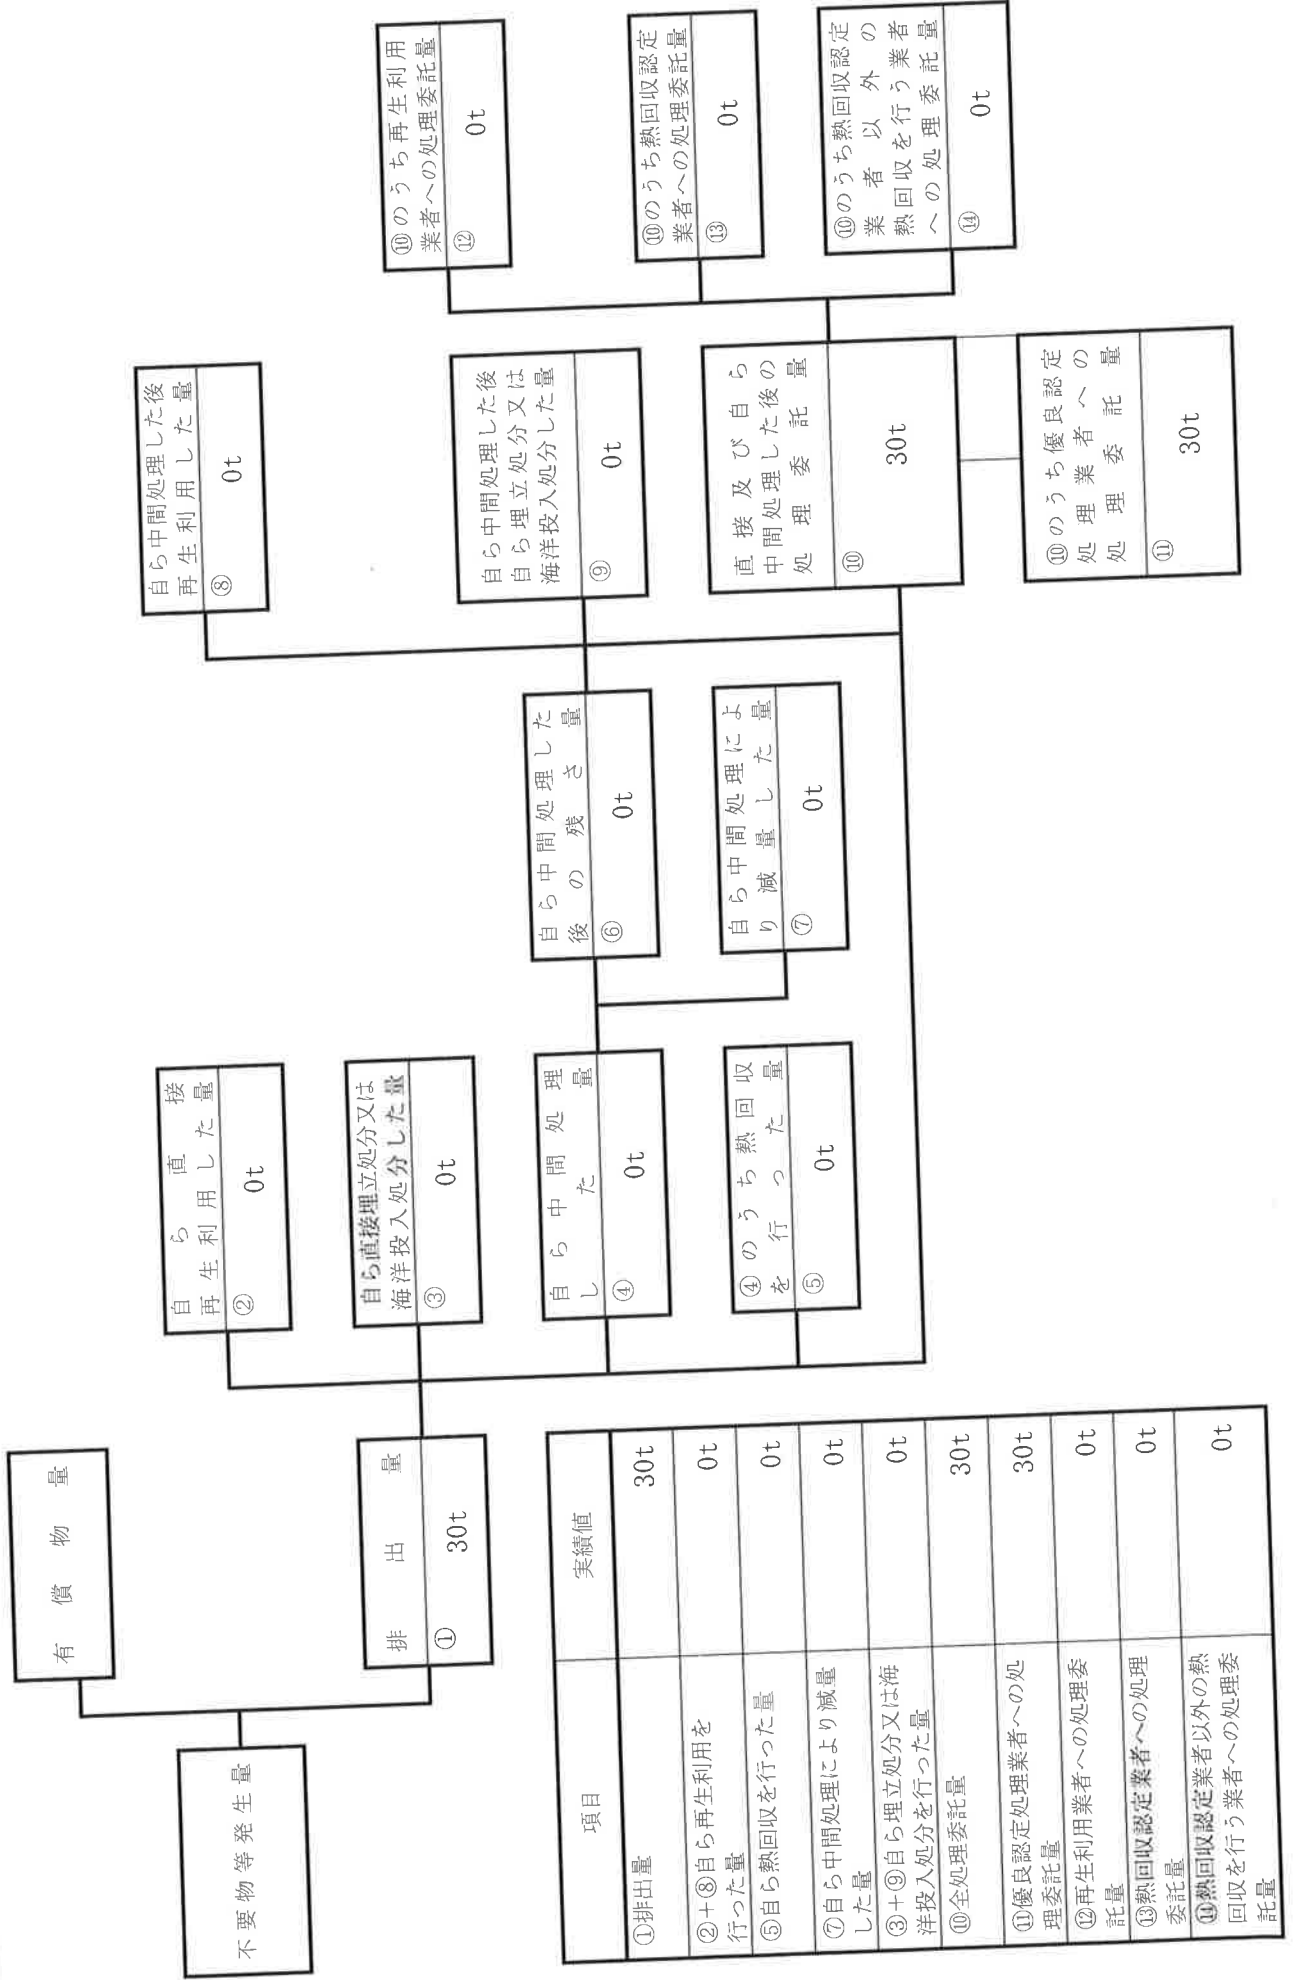 不要物等発生量
有償物量
排出量
①
30t
自ら直接
再生利用した量
②
0t
自ら直接埋立処分又は
海洋投入処分した量
③
0t
自ら中間処理
した量
④
0t
④のうち熱回収
を行った量
⑤
0t
自ら中間処理した
後の残さ量
⑥
0t
自ら中間処理によ
り減量した量
⑦
0t
自ら中間処理した後
再生利用した量
⑧
0t
自ら中間処理した後
自ら埋立処分又は
海洋投入処分した量
⑨
0t
直接及び自ら
中間処理した後の
処理委託量
⑩
30t
⑩のうち優良認定
処理業者への
処理委託量
⑪
30t
⑩のうち再生利用
業者への処理委託量
⑫
0t
⑩のうち熱回収認定
業者への処理委託量
⑬
0t
⑩のうち熱回収認定
業者以外の
熱回収を行う業者
への処理委託量
⑭
0t
項目 実績値
①排出量 30t
②+⑧自ら再生利用を
行った量 0t
⑤自ら熱回収を行った量 0t
⑦自ら中間処理により減量
した量 0t
③+⑨自ら埋立処分又は海
洋投入処分を行った量 0t
⑩全処理委託量 30t
⑪優良認定処理業者への処
理委託量 30t
⑫再生利用業者への処理委
託量 0t
⑬熱回収認定業者への処理
委託量 0t
⑭熱回収認定業者以外の熱
回収を行う業者への処理委
託量 0t